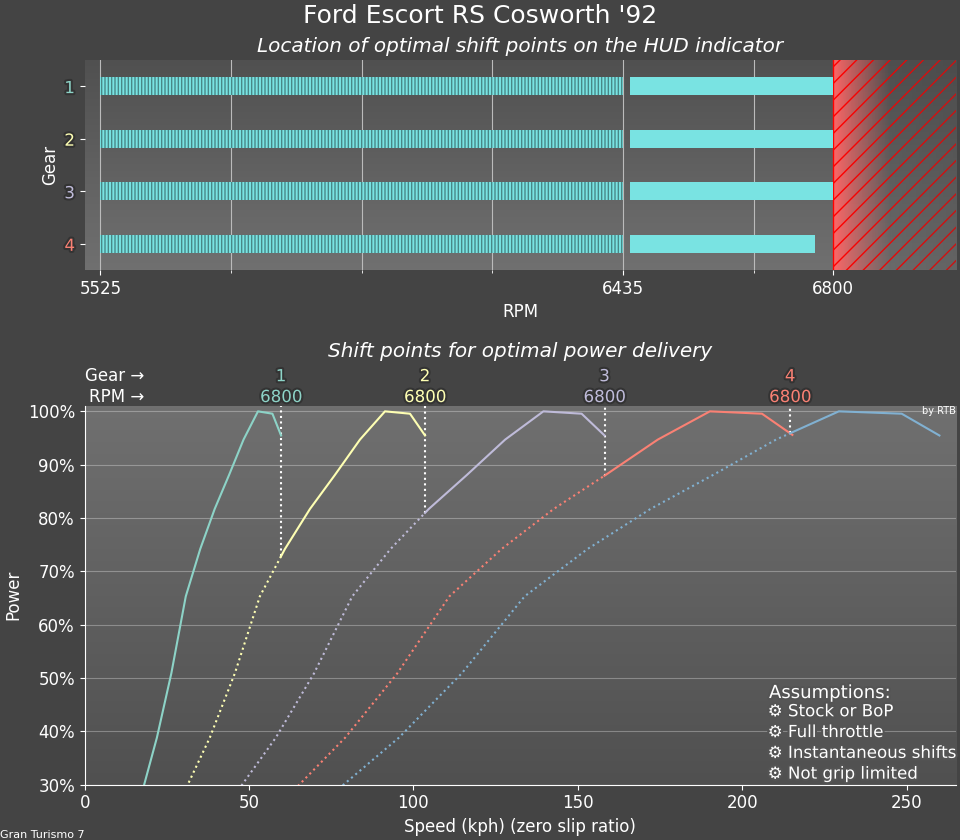 Ford Escort RS Cosworth '92
Location of optimal shift points on the HUD indicator
Gear
1
2
3
4
5525 6435 6800
RPM
Shift points for optimal power delivery
Gear → 1 2 3 4
RPM → 6800 6800 6800 6800
by RTB
Power
100%
90%
80%
70%
60%
50%
40%
30%
Assumptions:
⚙ Stock or BoP
⚙ Full throttle
⚙ Instantaneous shifts
⚙ Not grip limited
0 50 100 150 200 250
Speed (kph) (zero slip ratio)
Gran Turismo 7